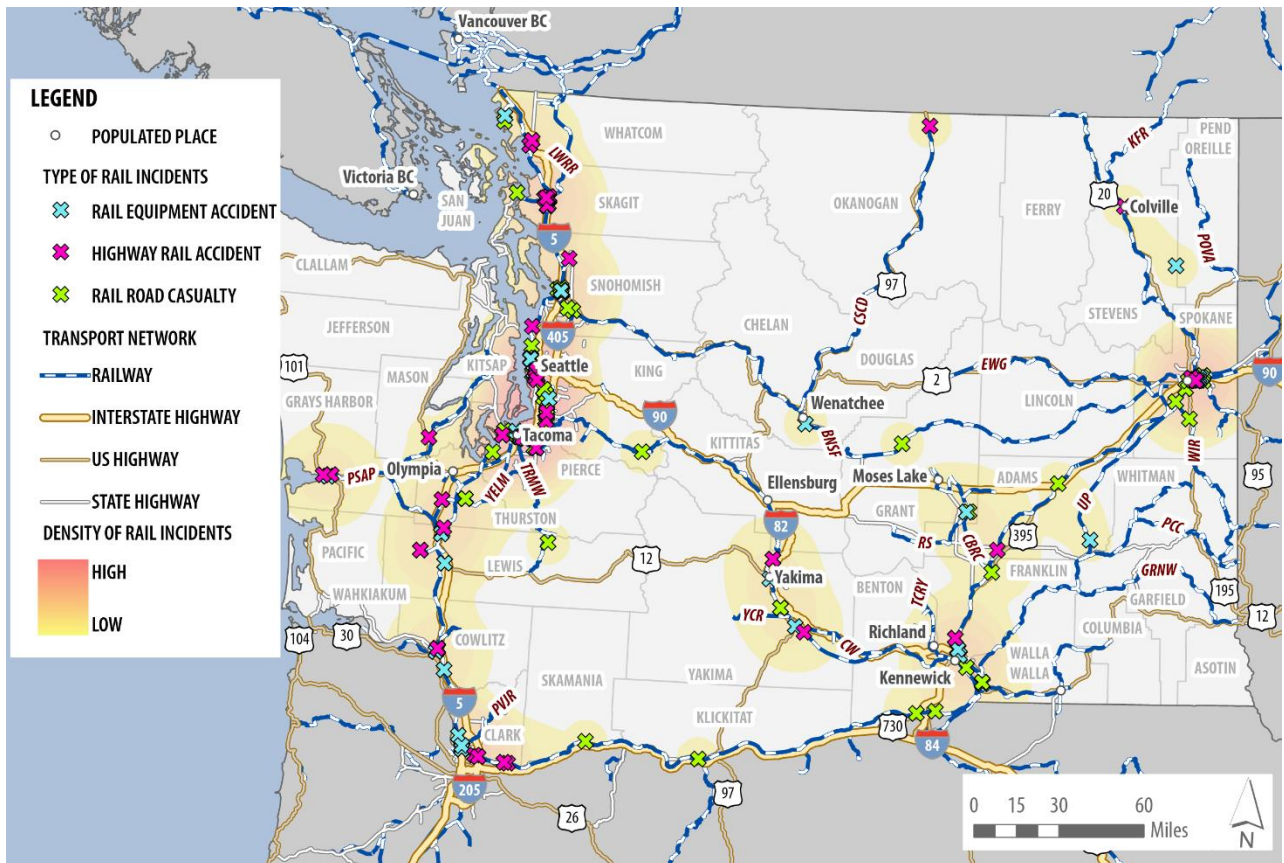 LEGEND
POPULATED PLACE
TYPE OF RAIL INCIDENTS
RAIL EQUIPMENT ACCIDENT
HIGHWAY RAIL ACCIDENT
RAIL ROAD CASUALTY
TRANSPORT NETWORK
RAILWAY
INTERSTATE HIGHWAY
US HIGHWAY
STATE HIGHWAY
DENSITY OF RAIL INCIDENTS
HIGH
LOW
Vancouver BC
WHATCOM
PEND
OREILLE
KFR
LWRR
Victoria BC
SAN
JUAN
SKAGIT
OKANOGAN
FERRY
20
Colville
5
POVA
CLALLAM
SNOHOMISH
97
CSCD
STEVENS
SPOKANE
JEFFERSON
405
CHELAN
DOUGLAS
EWG
KITSAP
Seattle
KING
2
90
101
MASON
LINCOLN
GRAYS HARBOR
90
Wenatchee
BNSF
Tacoma
KITTITAS
WIR
PSAP
Olympia
YELM
TRMW
PIERCE
Ellensburg
Moses Lake
ADAMS
WHITMAN
95
THURSTON
82
GRANT
UP
PCC
PACIFIC
LEWIS
12
RS
CBRC
395
FRANKLIN
GRNW
WAHKIAKUM
Yakima
BENTON
TCRY
GARFIELD
195
12
104
30
COWLITZ
YCR
CW
Richland
COLUMBIA
WALLA
WALLA
ASOTIN
Kennewick
SKAMANIA
YAKIMA
5
PVJR
KLICKITAT
CLARK
730
84
205
97
26
0 15 30 60
Miles
N